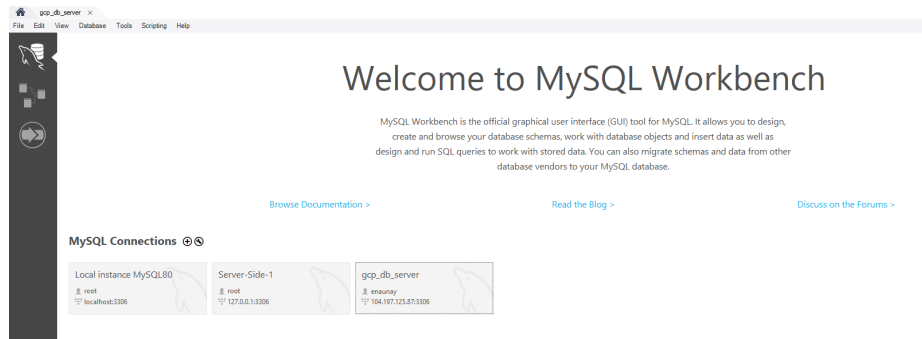 gcp_db_server ×
File Edit View Database Tools Scripting Help
Welcome to MySQL Workbench
MySQL Workbench is the official graphical user interface (GUI) tool for MySQL. It allows you to design,
create and browse your database schemas, work with database objects and insert data as well as
design and run SQL queries to work with stored data. You can also migrate schemas and data from other
database vendors to your MySQL database.
Browse Documentation > Read the Blog > Discuss on the Forums >
MySQL Connections
Local instance MySQL80
root
localhost:3306
Server-Side-1
root
127.0.0.1:3306
gcp_db_server
enaunay
104.197.125.87:3306